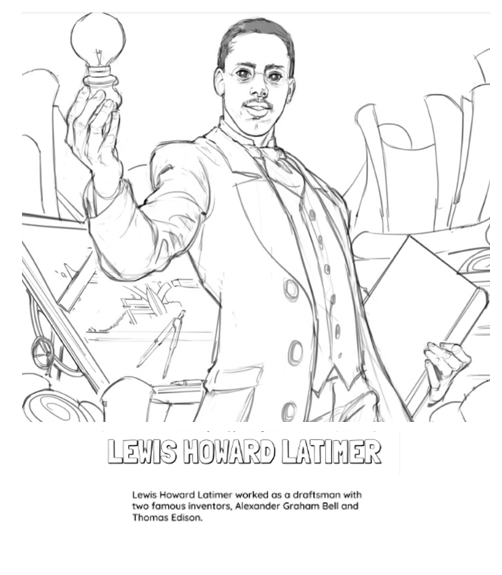 LEWIS HOWARD LATIMER
Lewis Howard Latimer worked as a draftsman with
two famous inventors, Alexander Graham Bell and
Thomas Edison.